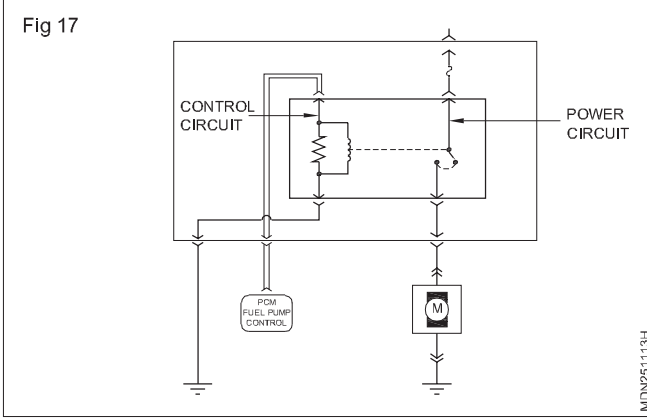 Fig 17
CONTROL
CIRCUIT
POWER
CIRCUIT
PCM
FUEL PUMP
CONTROL
M
MDN251113H